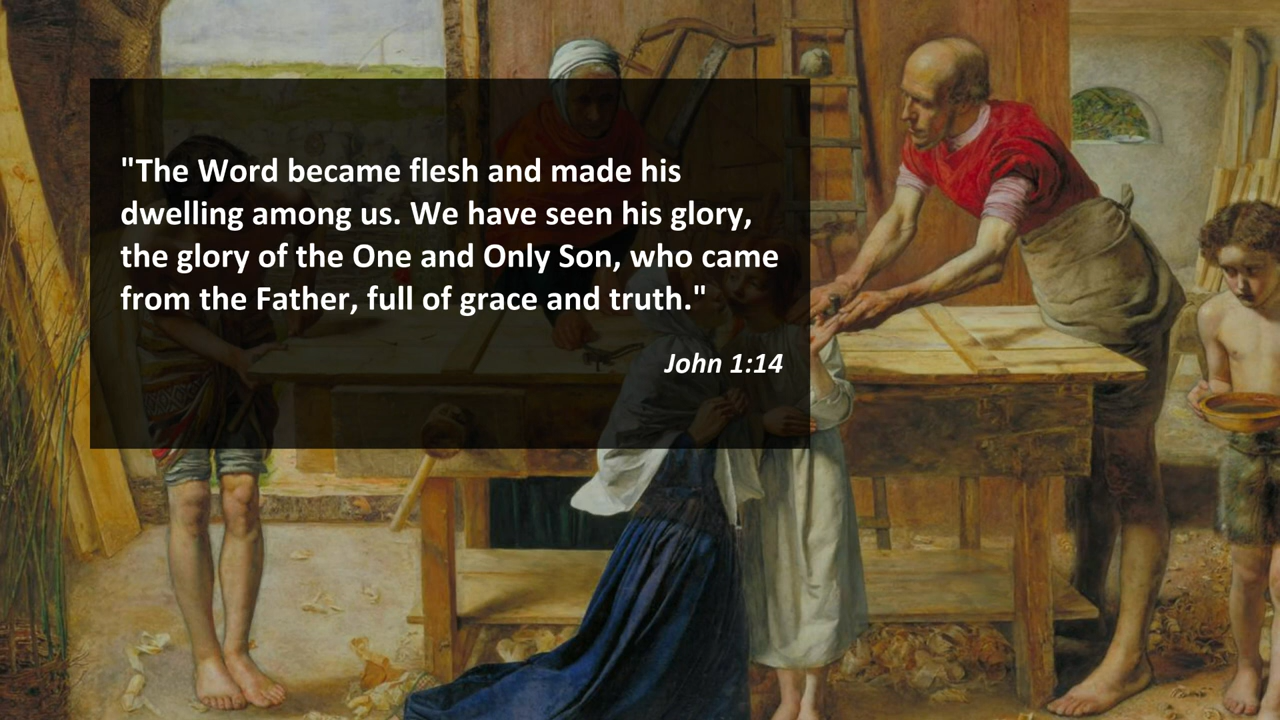 "The Word became flesh and made his
dwelling among us. We have seen his glory,
the glory of the One and Only Son, who came
from the Father, full of grace and truth."
John 1:14